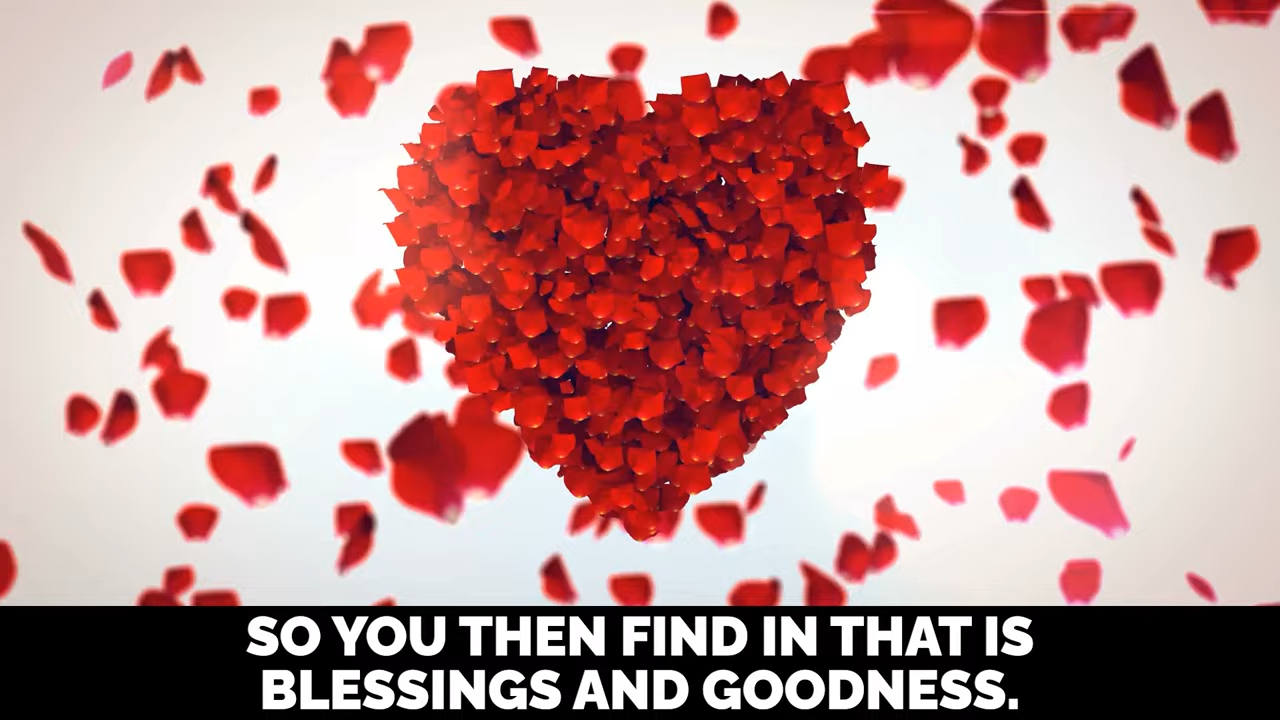 SO YOU THEN FIND IN THAT IS
BLESSINGS AND GOODNESS.